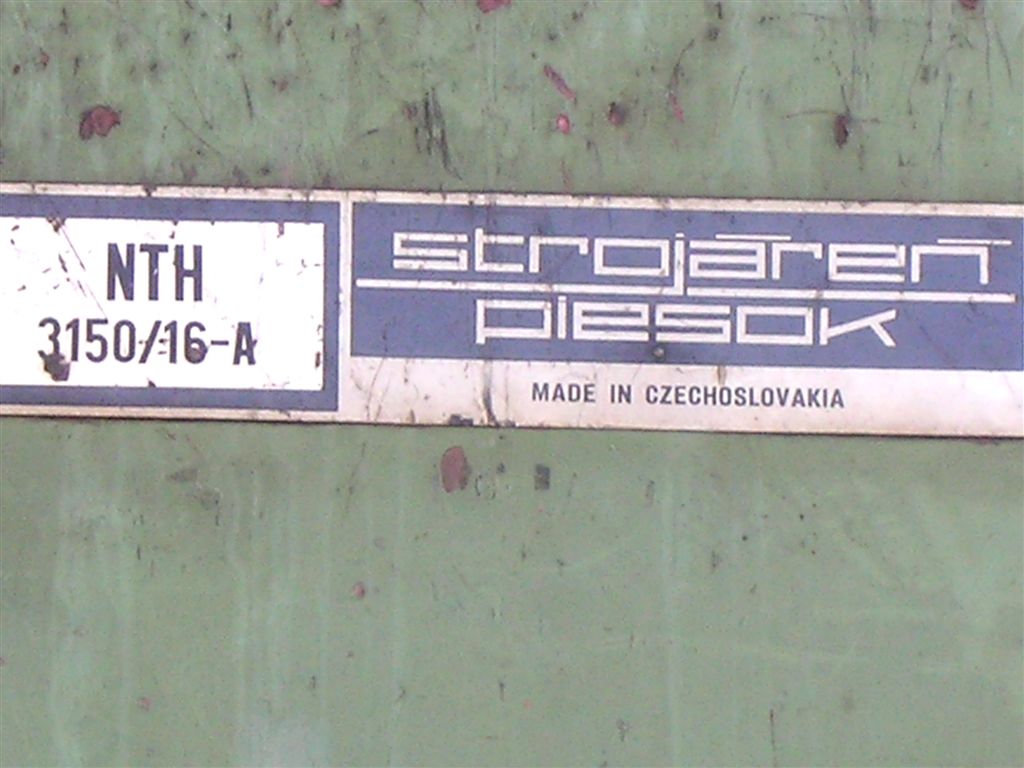 NTH
3150/16-A
strojáreň
piesok
MADE IN CZECHOSLOVAKIA